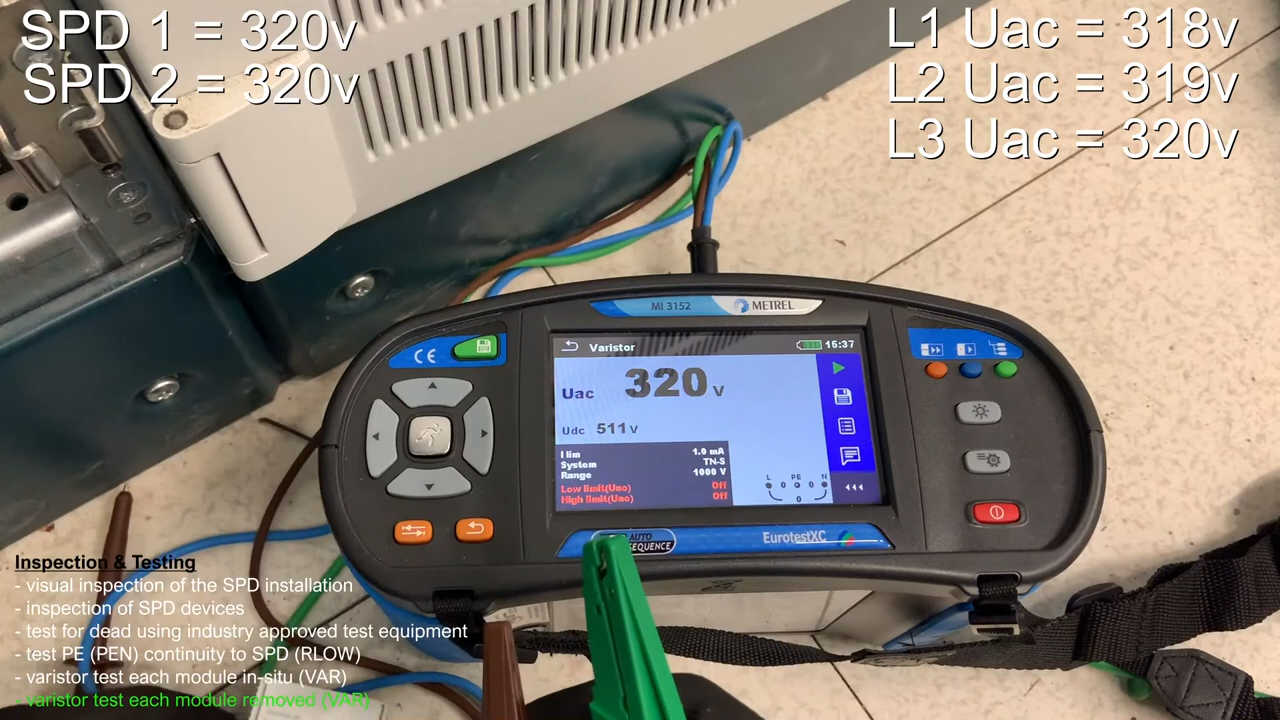 SPD 1 = 320v
SPD 2 = 320v
L1 Uac = 318v
L2 Uac = 319v
L3 Uac = 320v
MI 3152 METREL
CE
Varistor 15:37
Uac 320 V
Udc 511 V
I lim 1.0 mA
System TN-S
Range 1000 V
Low limit(Uac) Off
High limit(Uac) Off
L PE N
0 0
0
AUTO
SEQUENCE
EurotestXC
Inspection & Testing
- visual inspection of the SPD installation
- inspection of SPD devices
- test for dead using industry approved test equipment
- test PE (PEN) continuity to SPD (RLOW)
- varistor test each module in-situ (VAR)
- varistor test each module removed (VAR)